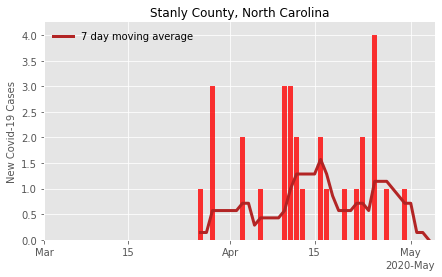 Stanly County, North Carolina
7 day moving average
New Covid-19 Cases
4.0
3.5
3.0
2.5
2.0
1.5
1.0
0.5
0.0
Mar 15 Apr 15 May
2020-May